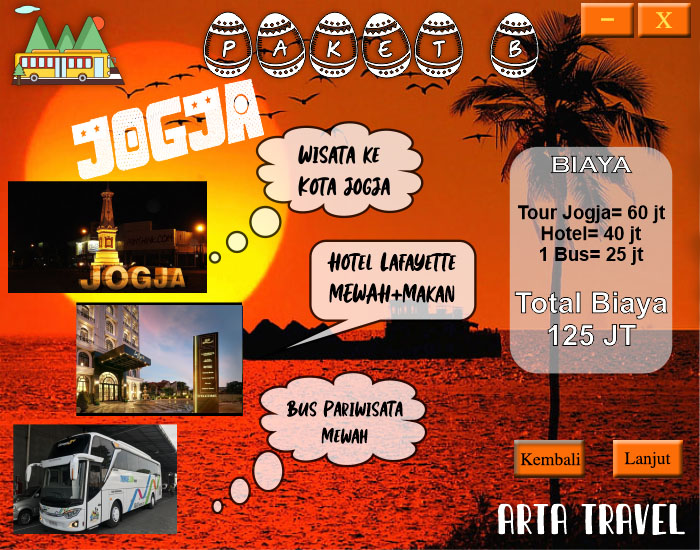 PAKET B
— X
JOGJA
WISATA KE
KOTA JOGJA
JOGJA
HOTEL LAFAYETTE
MEWAH+MAKAN
BUS PARIWISATA
MEWAH
BIAYA
Tour Jogja= 60 jt
Hotel= 40 jt
1 Bus= 25 jt
Total Biaya
125 JT
Kembali
Lanjut
ARTA TRAVEL